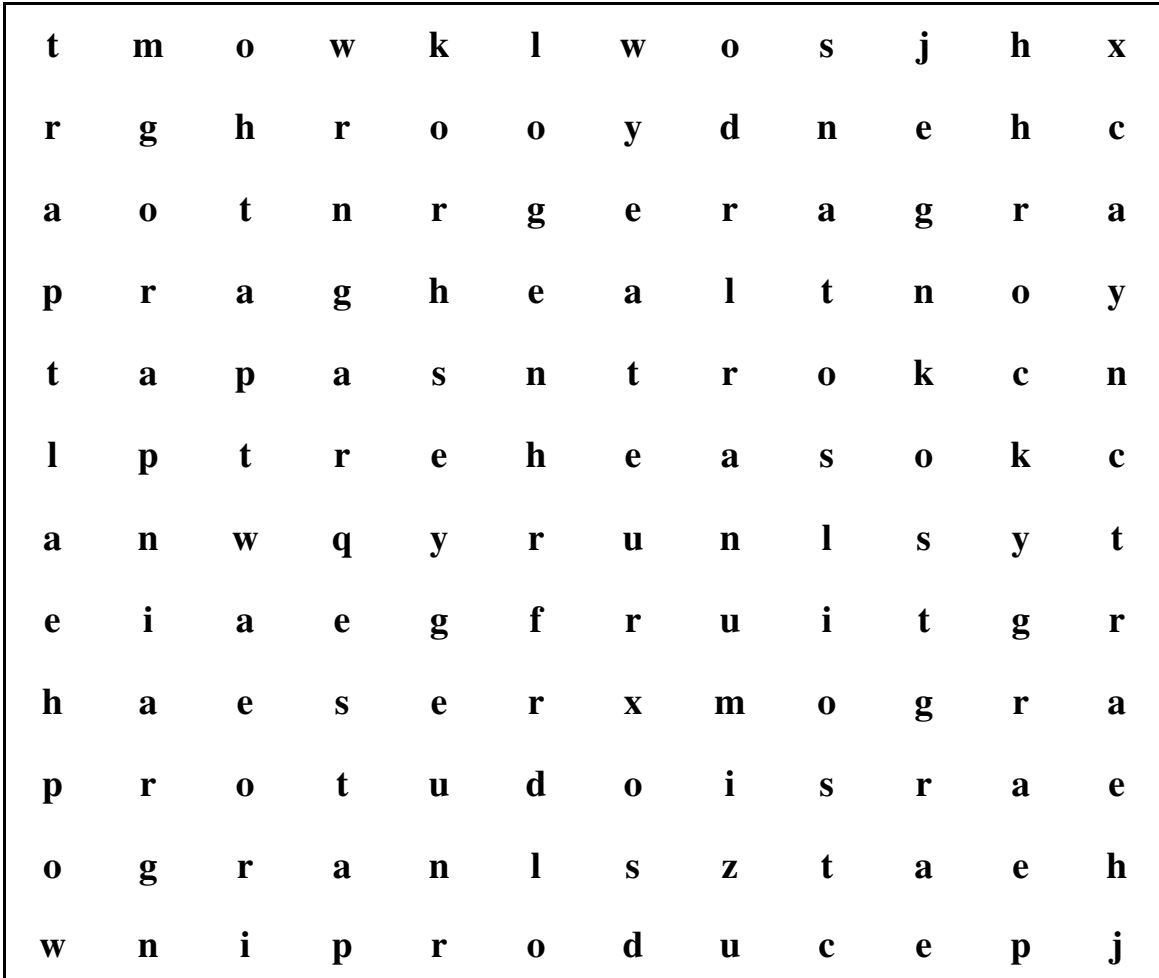 t m o w k l w o s j h x
r g h r o o y d n e h c
a o t n r g e r a g r a
p r a g h e a l t n o y
t a p a s n t r o k c n
l p t r e h e a s o k c
a n w q y r u n l s y t
e i a e g f r u i t g r
h a e s e r x m o g r a
p r o t u d o i s r a e
o g r a n l s z t a e h
w n i p r o d u c e p j